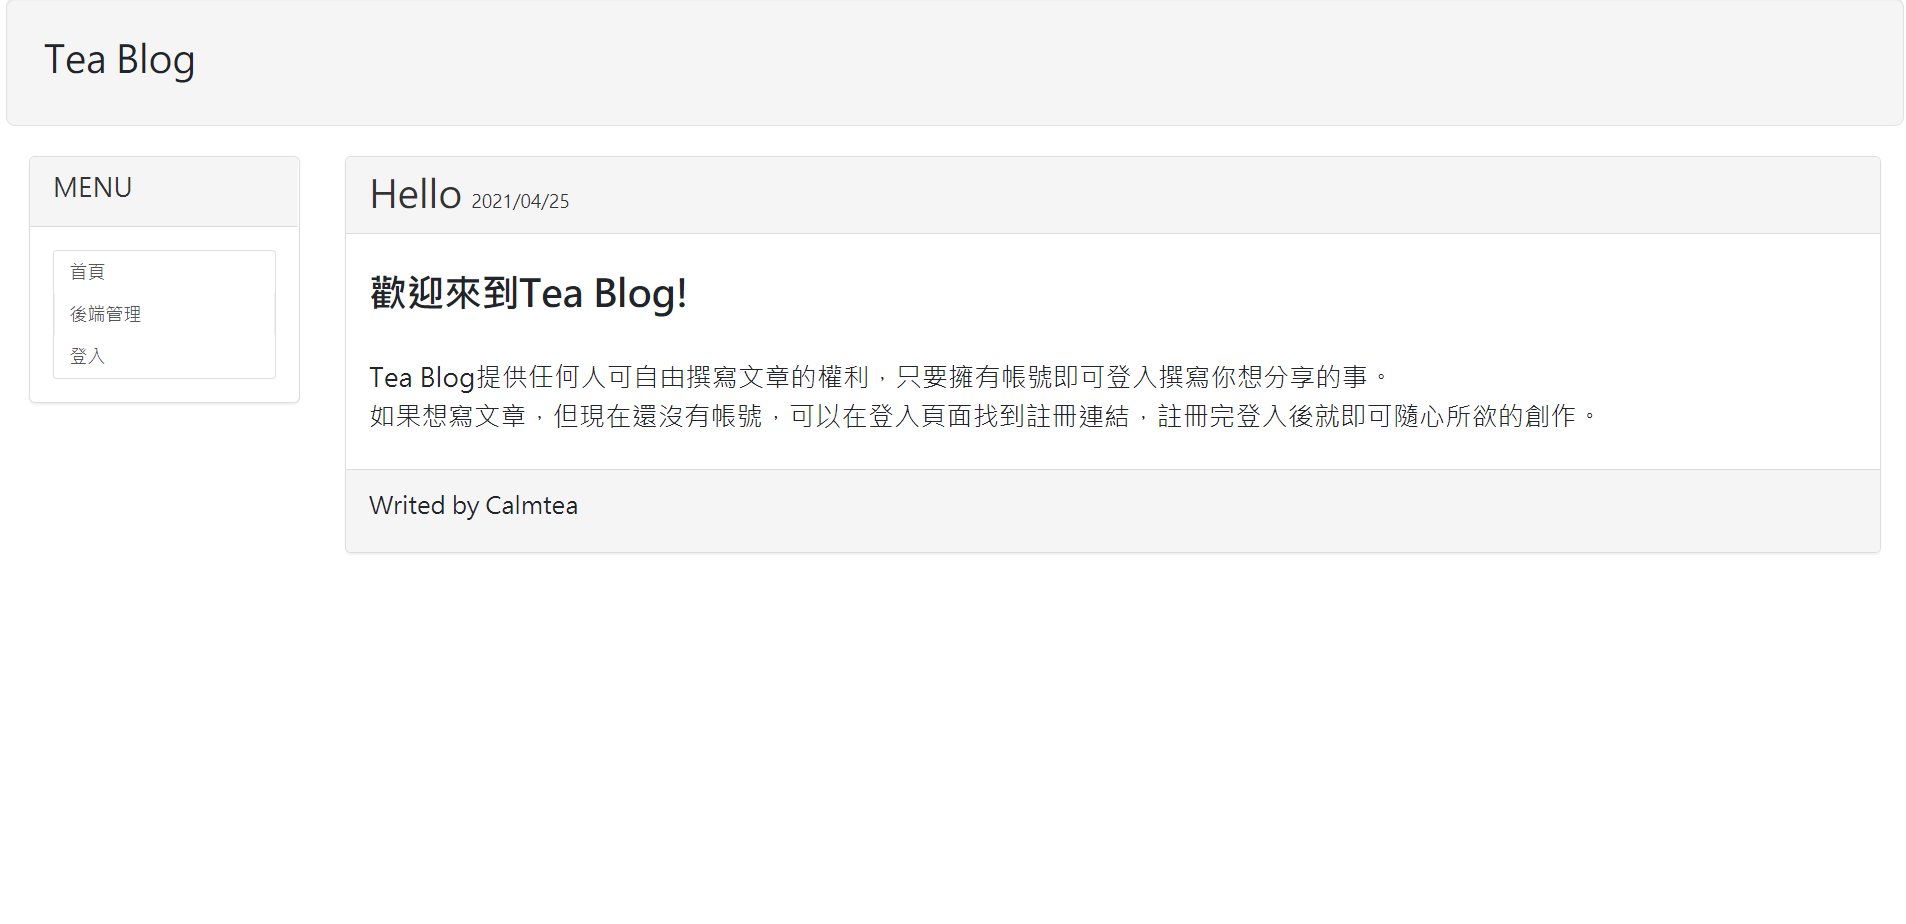 Tea Blog
MENU
首頁
後端管理
登入
Hello 2021/04/25
歡迎來到Tea Blog!
Tea Blog提供任何人可自由撰寫文章的權利，只要擁有帳號即可登入撰寫你想分享的事。
如果想寫文章，但現在還沒有帳號，可以在登入頁面找到註冊連結，註冊完登入後就即可隨心所欲的創作。
Writed by Calmtea